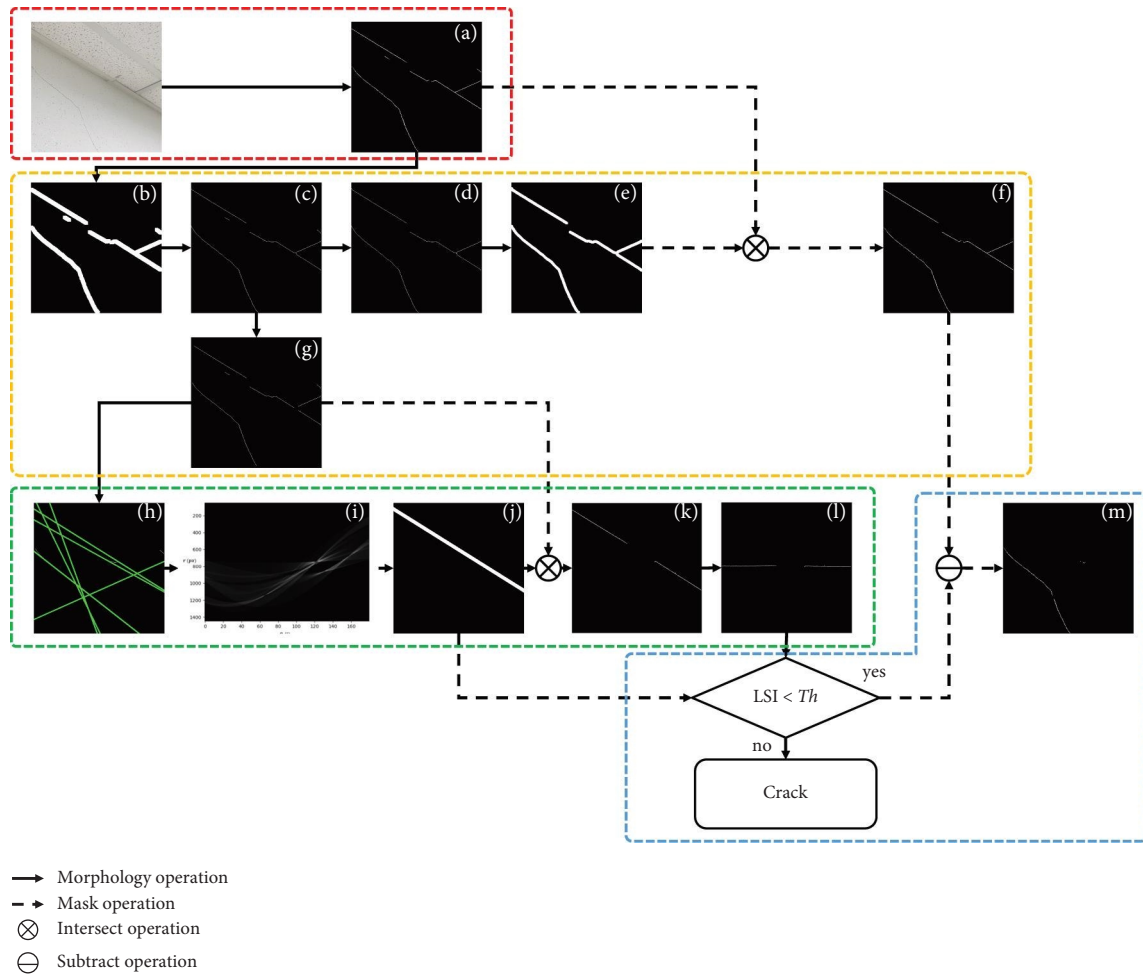 (a)
(b)
(c)
(d)
(e)
(f)
(g)
(h)
(i)
(j)
(k)
(l)
(m)
200
400
600
800
1000
1200
1400
0
20
40
60
80
100
120
140
160
LSI < Th
yes
no
Crack
Morphology operation
Mask operation
Intersect operation
Subtract operation